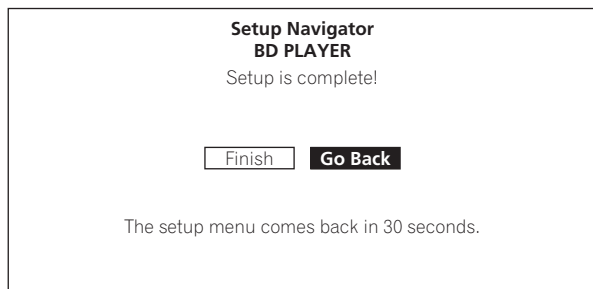 Setup Navigator
BD PLAYER
Setup is complete!
Finish Go Back
The setup menu comes back in 30 seconds.